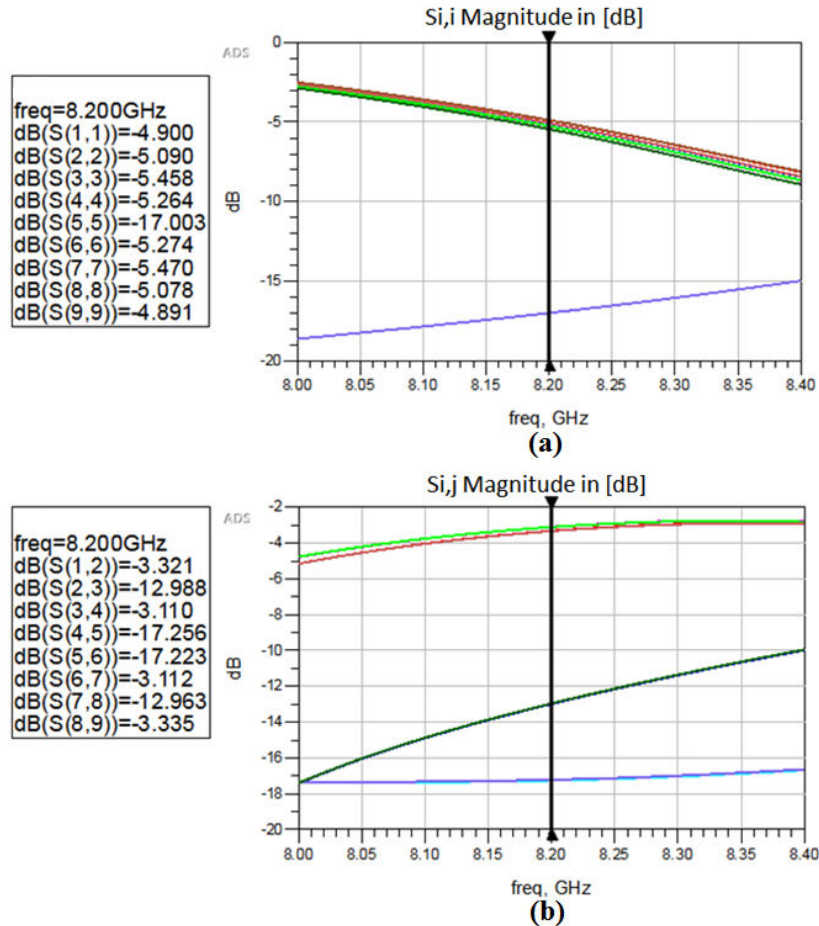 Si,i Magnitude in [dB]
ADS
freq=8.200GHz
dB(S(1,1))=-4.900
dB(S(2,2))=-5.090
dB(S(3,3))=-5.458
dB(S(4,4))=-5.264
dB(S(5,5))=-17.003
dB(S(6,6))=-5.274
dB(S(7,7))=-5.470
dB(S(8,8))=-5.078
dB(S(9,9))=-4.891
dB
0
-5
-10
-15
-20
8.00 8.05 8.10 8.15 8.20 8.25 8.30 8.35 8.40
freq, GHz
(a)
Si,j Magnitude in [dB]
ADS
freq=8.200GHz
dB(S(1,2))=-3.321
dB(S(2,3))=-12.988
dB(S(3,4))=-3.110
dB(S(4,5))=-17.256
dB(S(5,6))=-17.223
dB(S(6,7))=-3.112
dB(S(7,8))=-12.963
dB(S(8,9))=-3.335
dB
-2
-4
-6
-8
-10
-12
-14
-16
-18
-20
8.00 8.05 8.10 8.15 8.20 8.25 8.30 8.35 8.40
freq, GHz
(b)